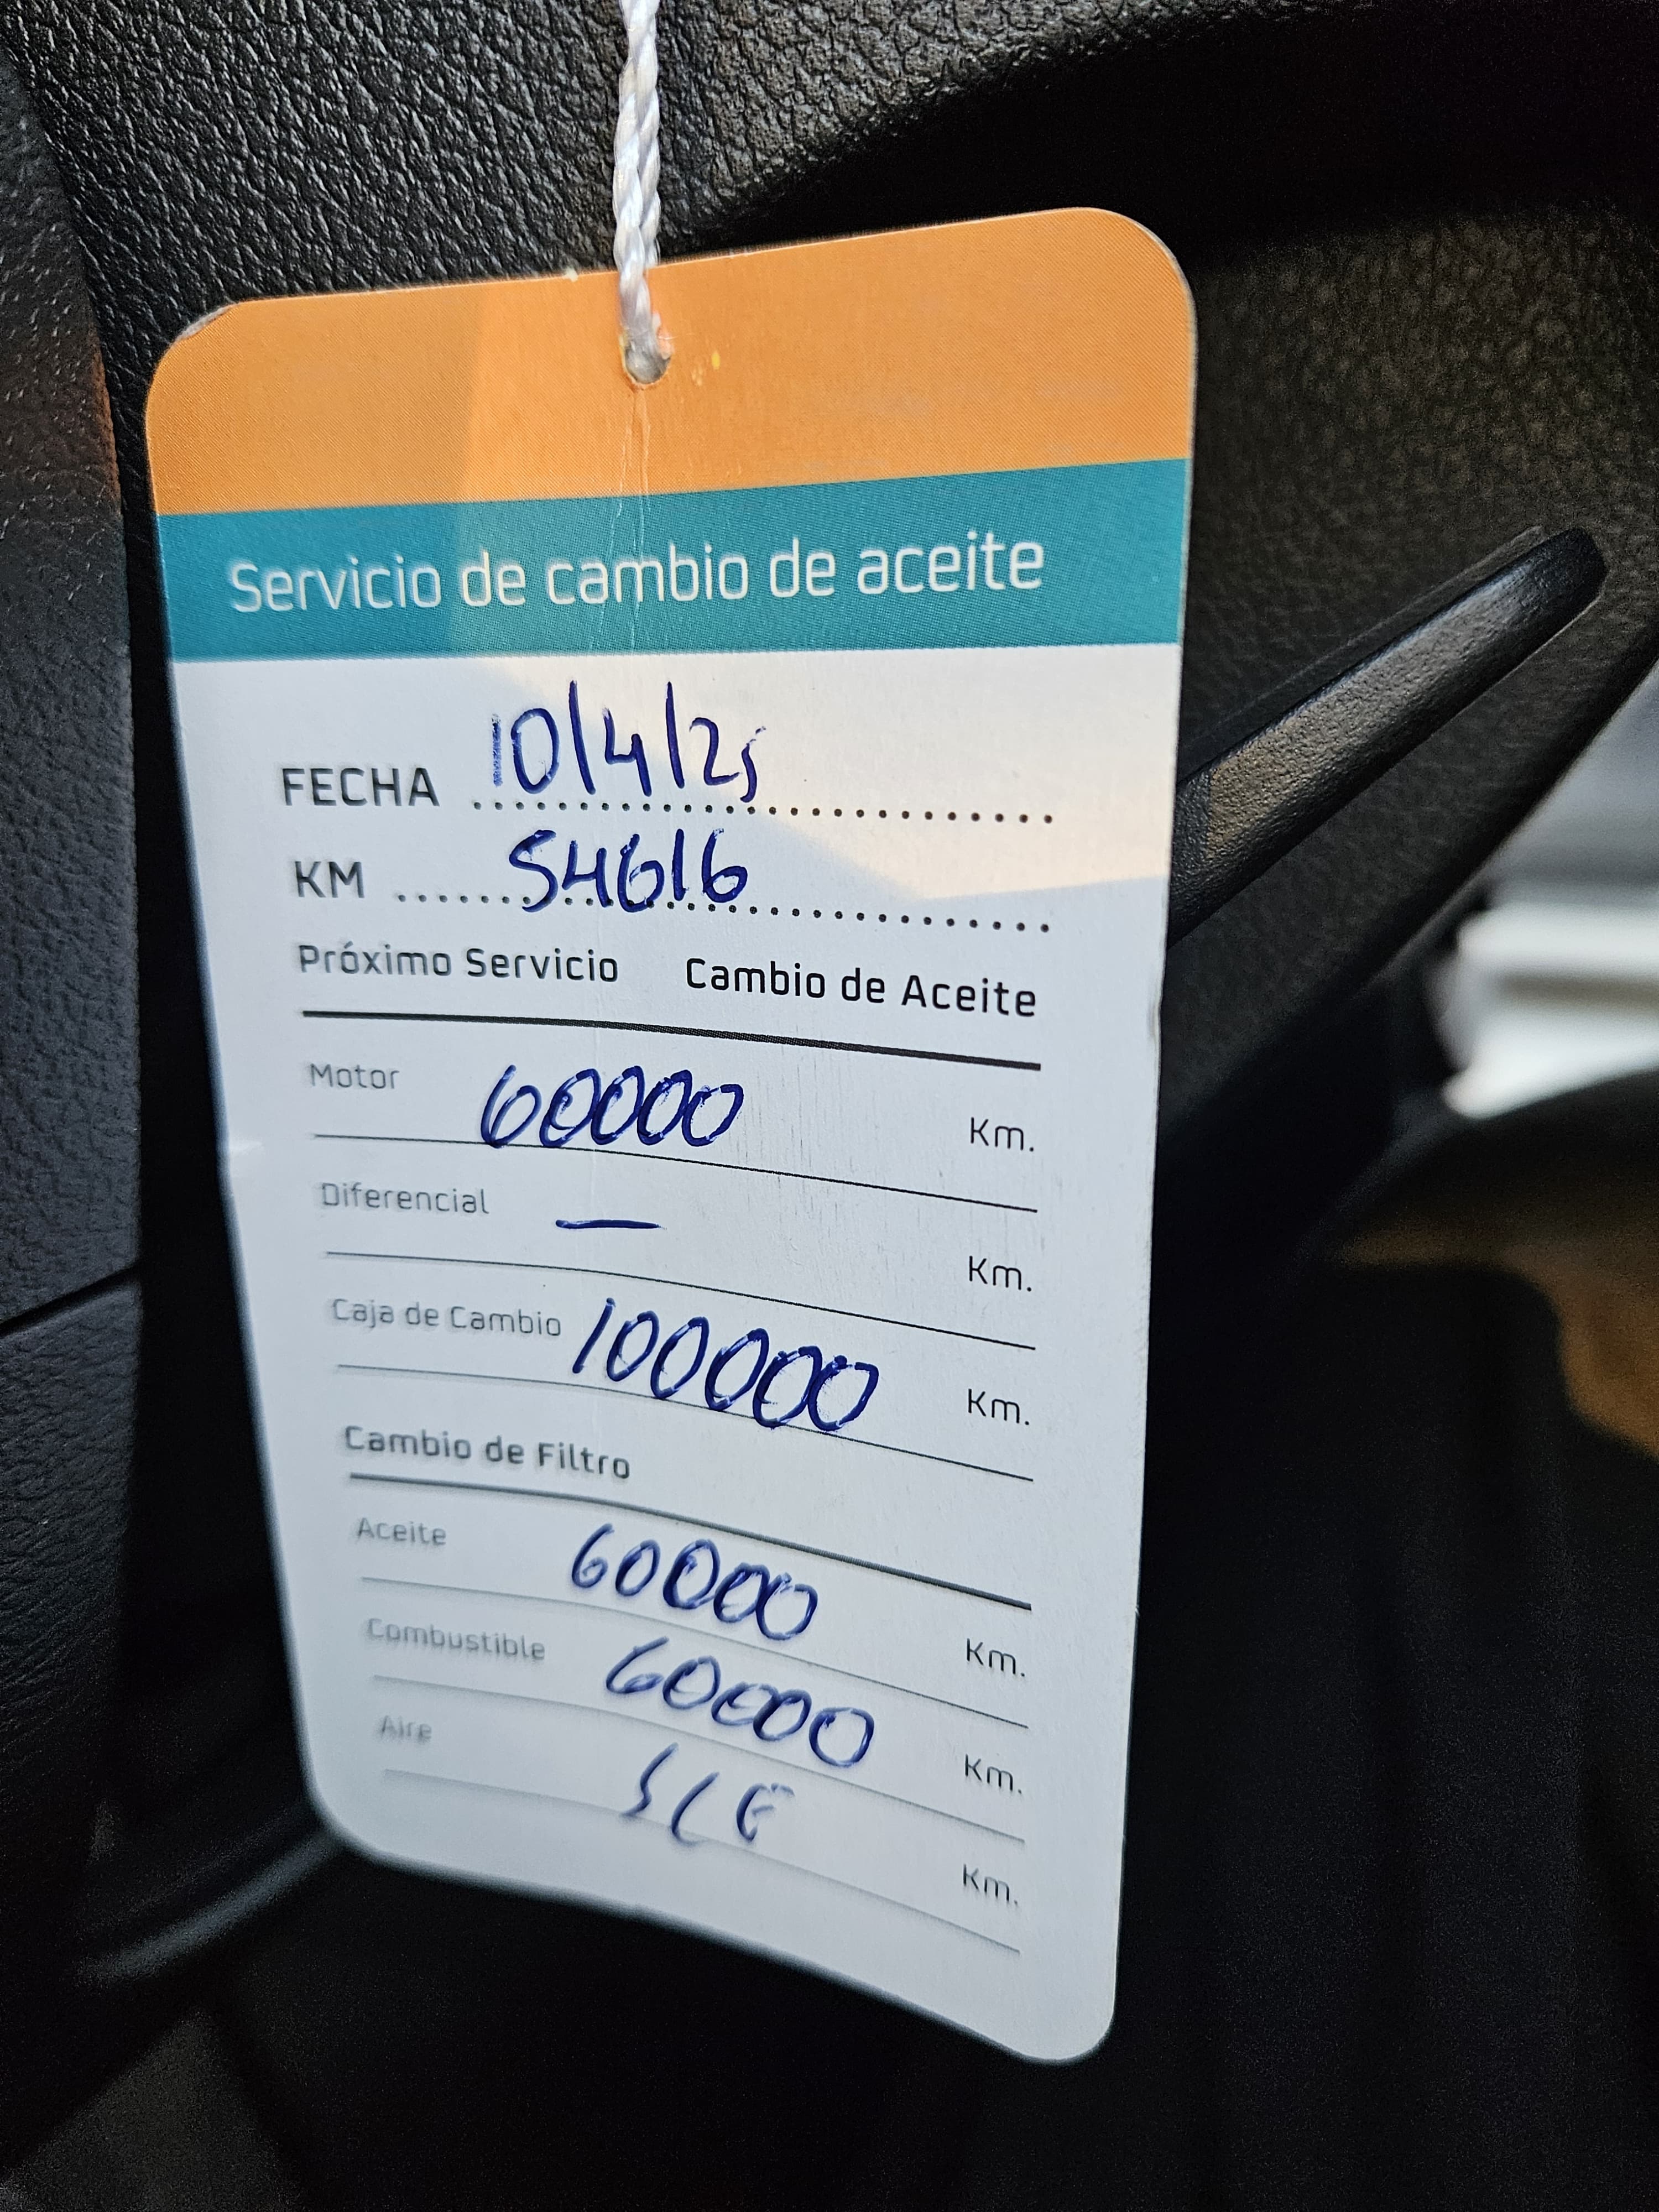 Servicio de cambio de aceite
FECHA 10/4/25
KM 54616
Próximo Servicio Cambio de Aceite
Motor 60000 Km.
Diferencial — Km.
Caja de Cambio 100000 Km.
Cambio de Filtro
Aceite 60000 Km.
Combustible 60000 Km.
Aire Km.